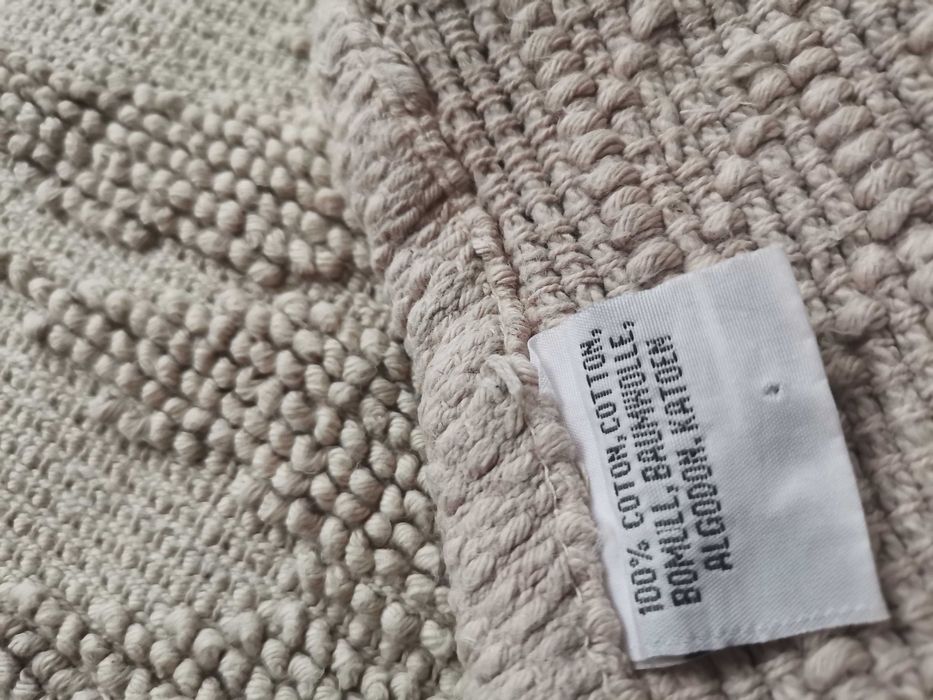 100% COTON, COTTON,
BOMULL, BAUMWOLLE,
ALGODON, KATOEN